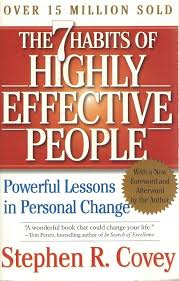 OVER 15 MILLION SOLD
THE 7 HABITS OF
HIGHLY
EFFECTIVE
PEOPLE
With a New
Foreword and
Afterword by
the Author
Powerful Lessons
in Personal Change
"A wonderful book that could change your life."
—Tom Peters, bestselling author of In Search of Excellence
Stephen R. Covey